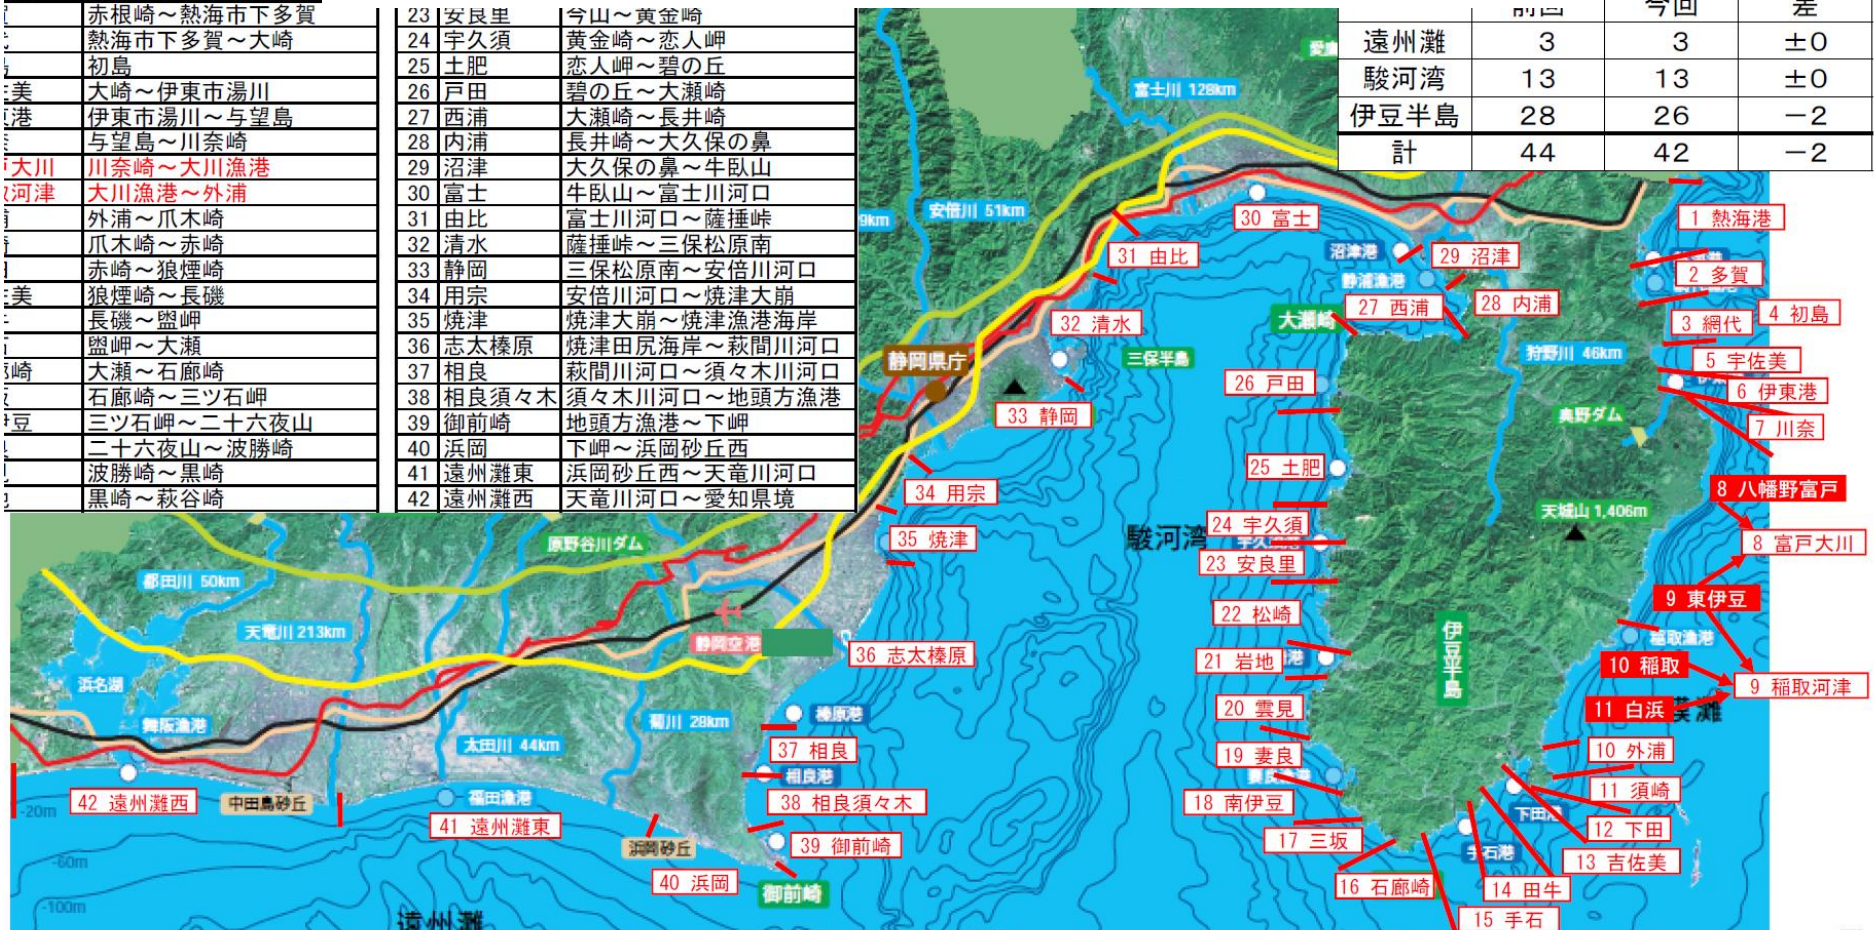 赤根崎～熱海市下多賀
熱海市下多賀～大崎
初島
美 大崎～伊東市湯川
港 伊東市湯川～与望島
与望島～川奈崎
大川 川奈崎～大川漁港
河津 大川漁港～外浦
外浦～爪木崎
爪木崎～赤崎
赤崎～狼煙崎
美 狼煙崎～長磯
長磯～盥岬
盥岬～大瀬
崎 大瀬～石廊崎
石廊崎～三ツ石岬
豆 三ツ石岬～二十六夜山
二十六夜山～波勝崎
波勝崎～黒崎
黒崎～萩谷崎
23 安良里 今山～黄金崎
24 宇久須 黄金崎～恋人岬
25 土肥 恋人岬～碧の丘
26 戸田 碧の丘～大瀬崎
27 西浦 大瀬崎～長井崎
28 内浦 長井崎～大久保の鼻
29 沼津 大久保の鼻～牛臥山
30 富士 牛臥山～富士川河口
31 由比 富士川河口～薩埵峠
32 清水 薩埵峠～三保松原南
33 静岡 三保松原南～安倍川河口
34 用宗 安倍川河口～焼津大崩
35 焼津 焼津大崩～焼津漁港海岸
36 志太榛原 焼津田尻海岸～萩間川河口
37 相良 萩間川河口～須々木川河口
38 相良須々木 須々木川河口～地頭方漁港
39 御前崎 地頭方漁港～下岬
40 浜岡 下岬～浜岡砂丘西
41 遠州灘東 浜岡砂丘西～天竜川河口
42 遠州灘西 天竜川河口～愛知県境
前回 今回 差
遠州灘 3 3 ±0
駿河湾 13 13 ±0
伊豆半島 28 26 －2
計 44 42 －2
富士川 128km
安倍川 51km
9km
30 富士
31 由比
32 清水
静岡県庁
三保半島
33 静岡
34 用宗
35 焼津
36 志太榛原
沼津港
静浦漁港
29 沼津
28 内浦
27 西浦
大瀬崎
26 戸田
25 土肥
24 宇久須
23 安良里
22 松崎
21 岩地
港
20 雲見
19 妻良
18 南伊豆
17 三坂
16 石廊崎
15 手石
14 田牛
13 吉佐美
12 下田
11 須崎
10 外浦
下田港
手石港
1 熱海港
2 多賀
3 網代
4 初島
5 宇佐美
6 伊東港
7 川奈
8 八幡野富戸
8 富戸大川
9 東伊豆
10 稲取
11 白浜
9 稲取河津
稲取漁港
狩野川 46km
奥野ダム
天城山 1,406m
伊豆半島
駿河湾
原野谷川ダム
都田川 50km
天竜川 213km
浜名湖
舞阪漁港
太田川 44km
菊川 28km
静岡空港
榛原港
37 相良
相良港
38 相良須々木
39 御前崎
御前崎
40 浜岡
浜岡砂丘
41 遠州灘東
福田漁港
中田島砂丘
42 遠州灘西
-20m
-60m
-100m
遠州灘